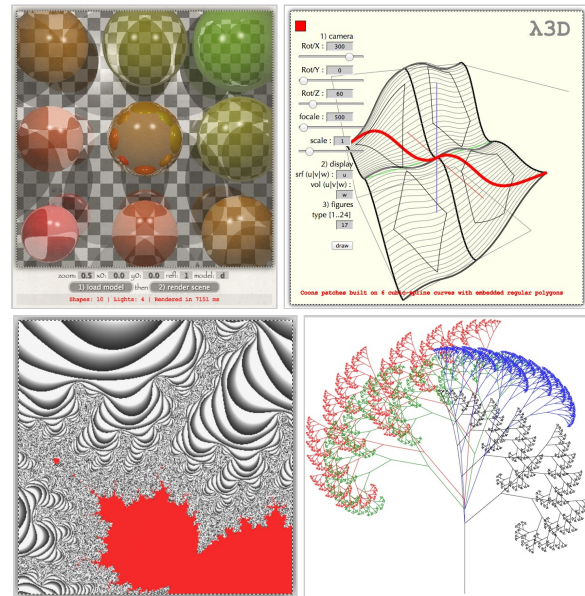 zoom: 0.5 x0: 0.0 y0: 0.0 refl: 1 model: d
1) load model then 2) render scene
Shapes: 10 | Lights: 4 | Rendered in 7151 ms
λ3D
1) camera
Rot/X : 300
Rot/Y : 0
Rot/Z : 60
focale : 500
scale : 1
2) display
srf (u|v|w) : u
vol (u|v|w) : w
3) figures
type [1..24]
17
draw
Coons patches built on 6 cubic-spline curves with embedded regular polygons